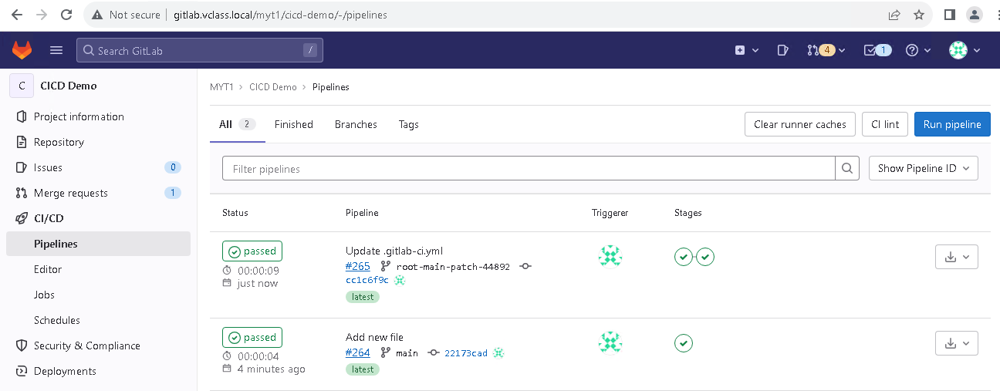 Not secure gitlab.vclass.local/myt1/cicd-demo/-/pipelines
Search GitLab / 4 1
C CICD Demo
Project information
Repository
Issues 0
Merge requests 1
CI/CD
Pipelines
Editor
Jobs
Schedules
Security & Compliance
Deployments
MYT1 > CICD Demo > Pipelines
All 2 Finished Branches Tags Clear runner caches CI lint Run pipeline
Filter pipelines Show Pipeline ID
Status Pipeline Triggerer Stages
passed Update .gitlab-ci.yml
00:00:09 #265 root-main-patch-44892
just now cc1c6f9c
latest
passed Add new file
00:00:04 #264 main 22173cad
4 minutes ago latest